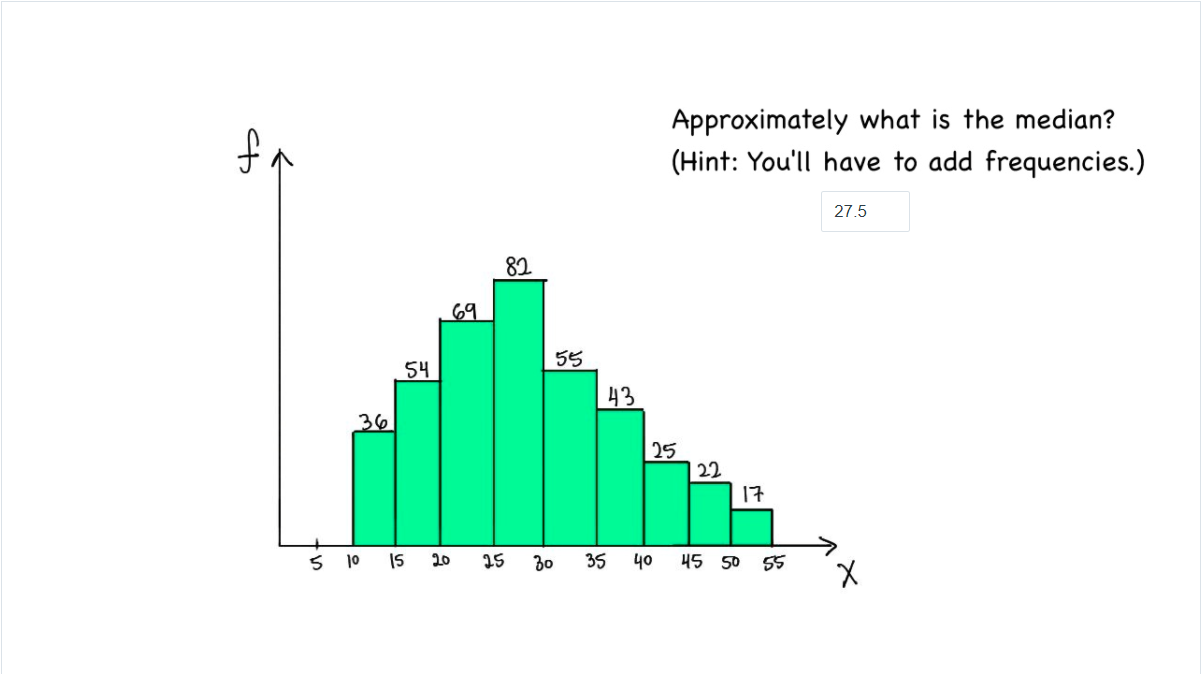 Approximately what is the median?
(Hint: You'll have to add frequencies.)
27.5
f
82
69
55
54
43
36
25
22
17
5 10 15 20 25 30 35 40 45 50 55
X